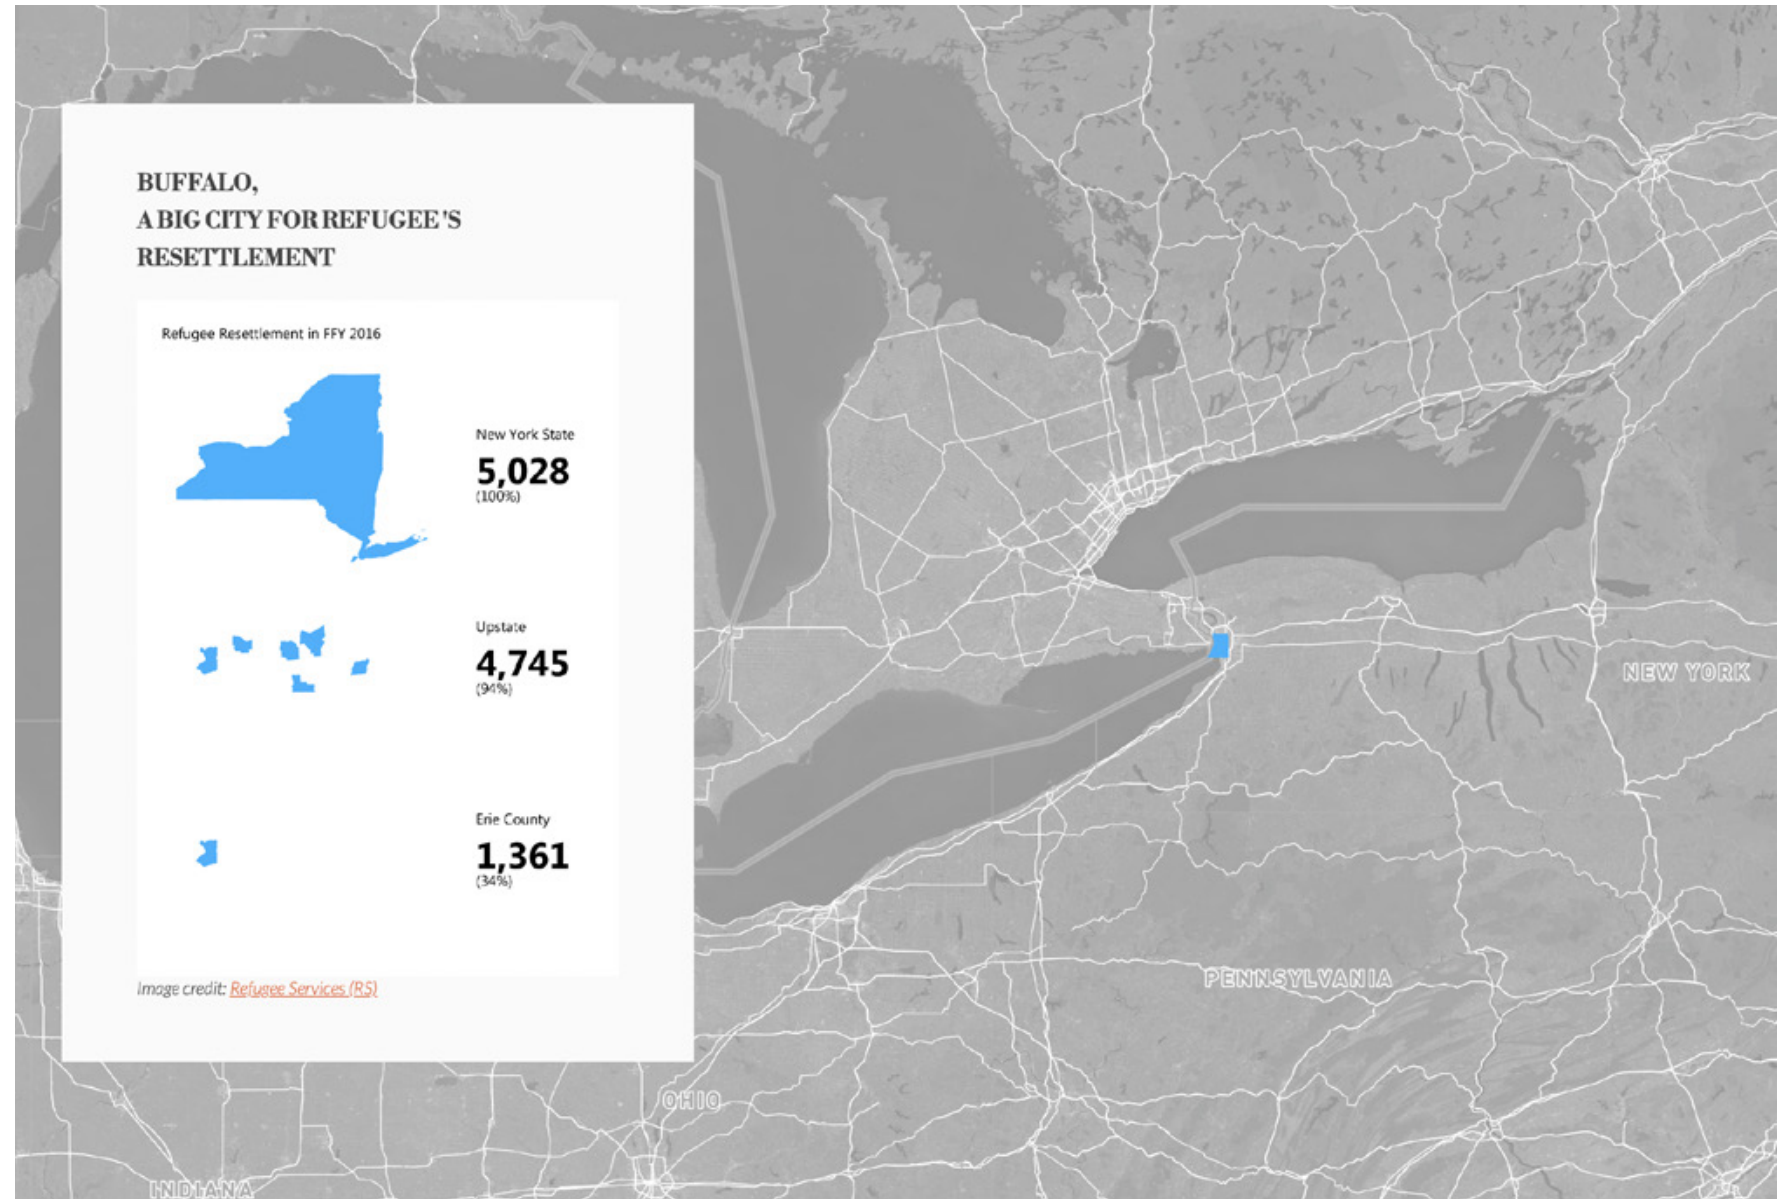 BUFFALO,
A BIG CITY FOR REFUGEE'S
RESETTLEMENT
Refugee Resettlement in FFY 2016
New York State
5,028
(100%)
Upstate
4,745
(94%)
Erie County
1,361
(34%)
Image credit: Refugee Services (RS)
NEW YORK
PENNSYLVANIA
OHIO
INDIANA